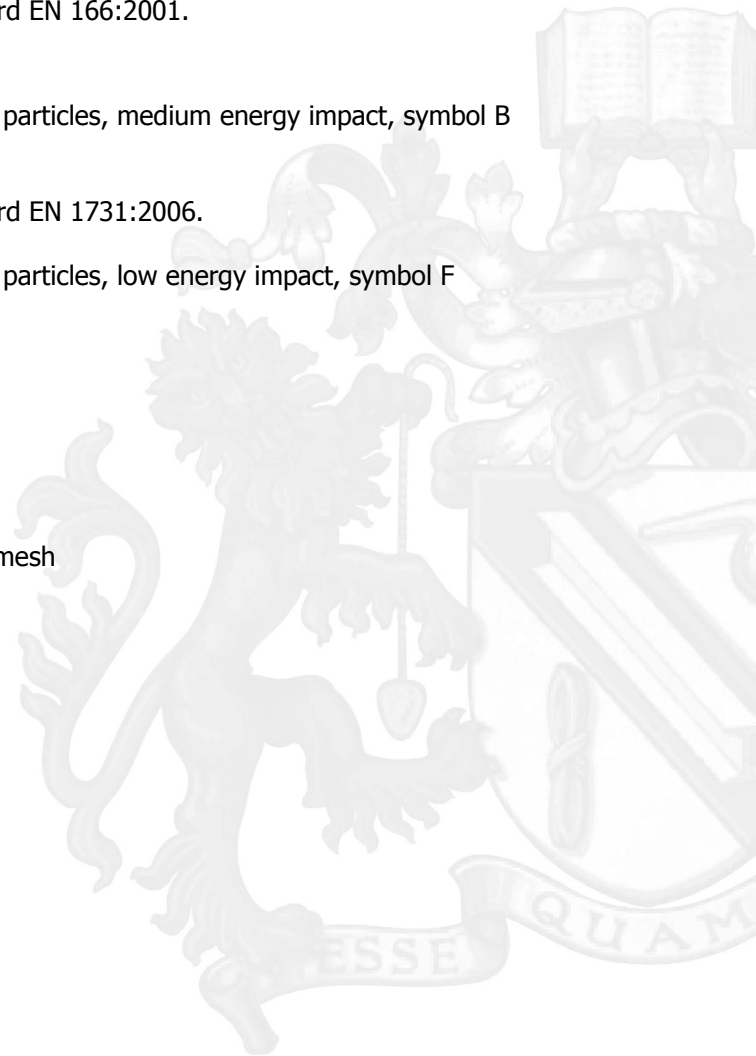 rd EN 166:2001.
particles, medium energy impact, symbol B
rd EN 1731:2006.
particles, low energy impact, symbol F
mesh
ESSE
QUAM